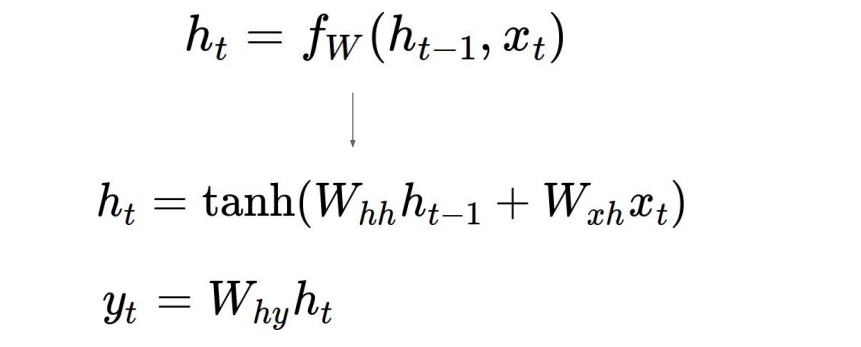 h_t = f_W(h_{t-1}, x_t)
h_t = tanh(W_{hh}h_{t-1} + W_{xh}x_t)
y_t = W_{hy}h_t